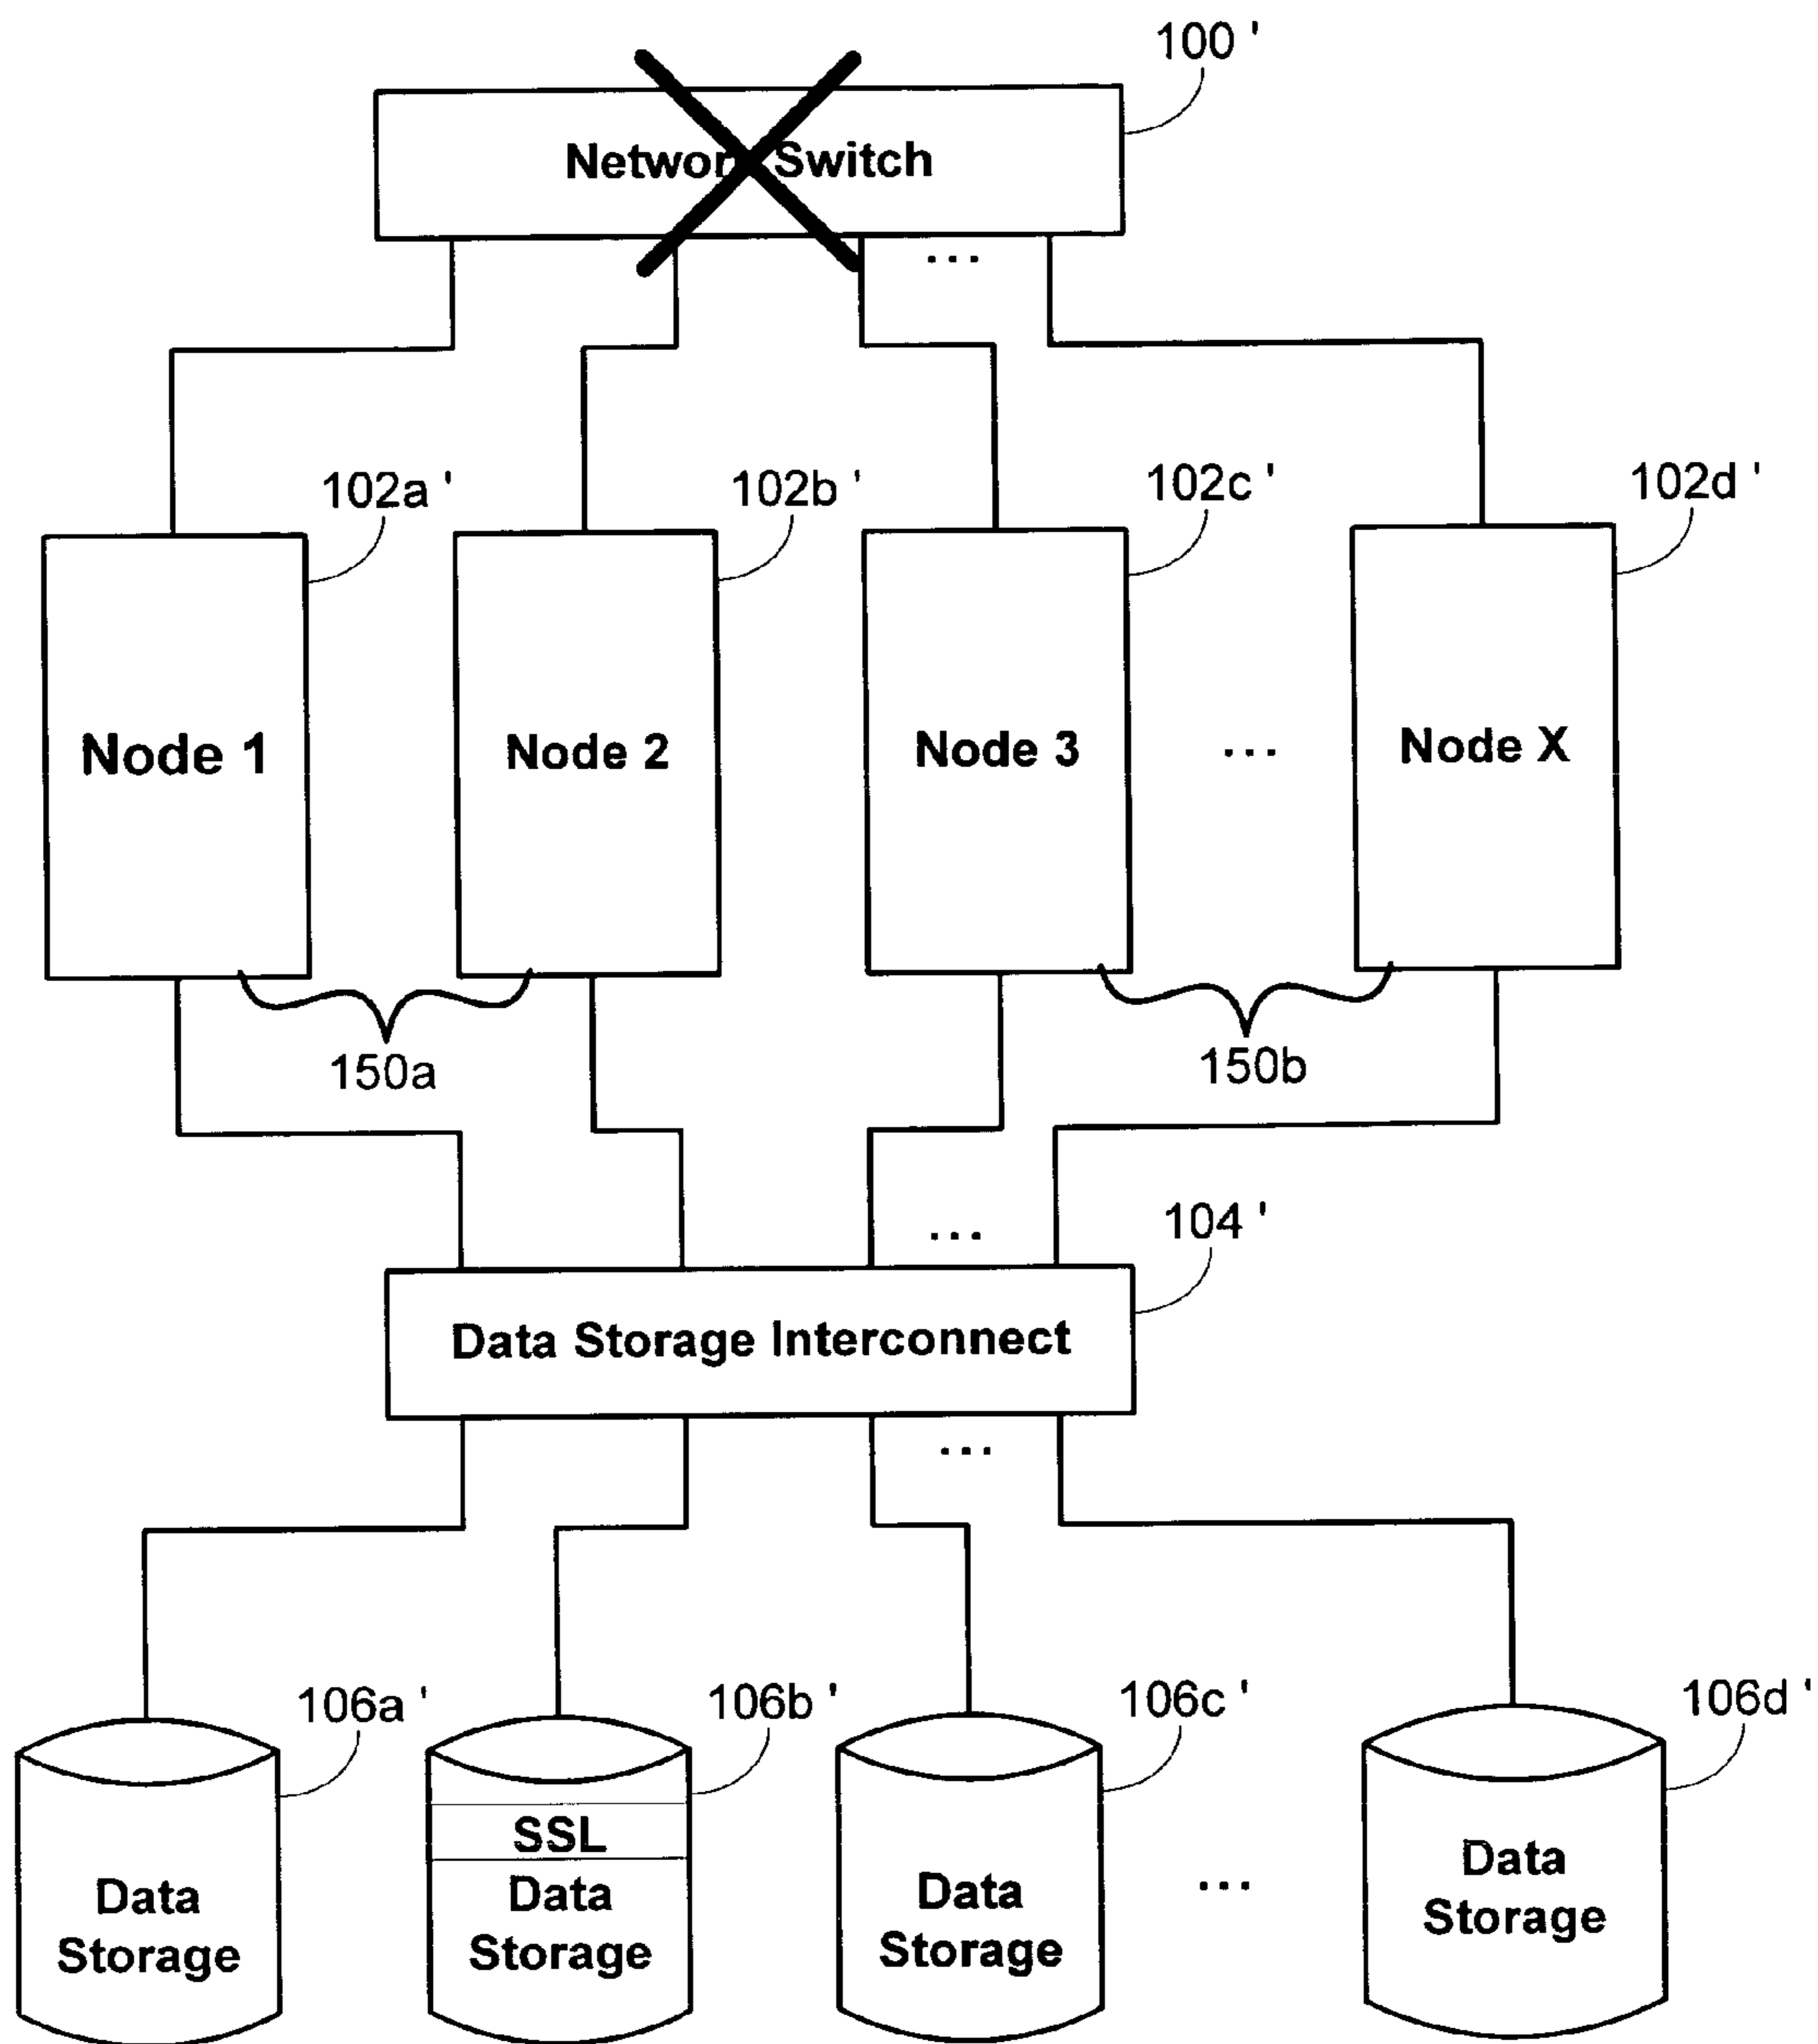 100 '
Network Switch
...
102a '
102b '
102c '
102d '
Node 1
Node 2
Node 3
...
Node X
150a
150b
...
104 '
Data Storage Interconnect
...
106a '
106b '
106c '
106d '
Data
Storage
SSL
Data
Storage
Data
Storage
...
Data
Storage